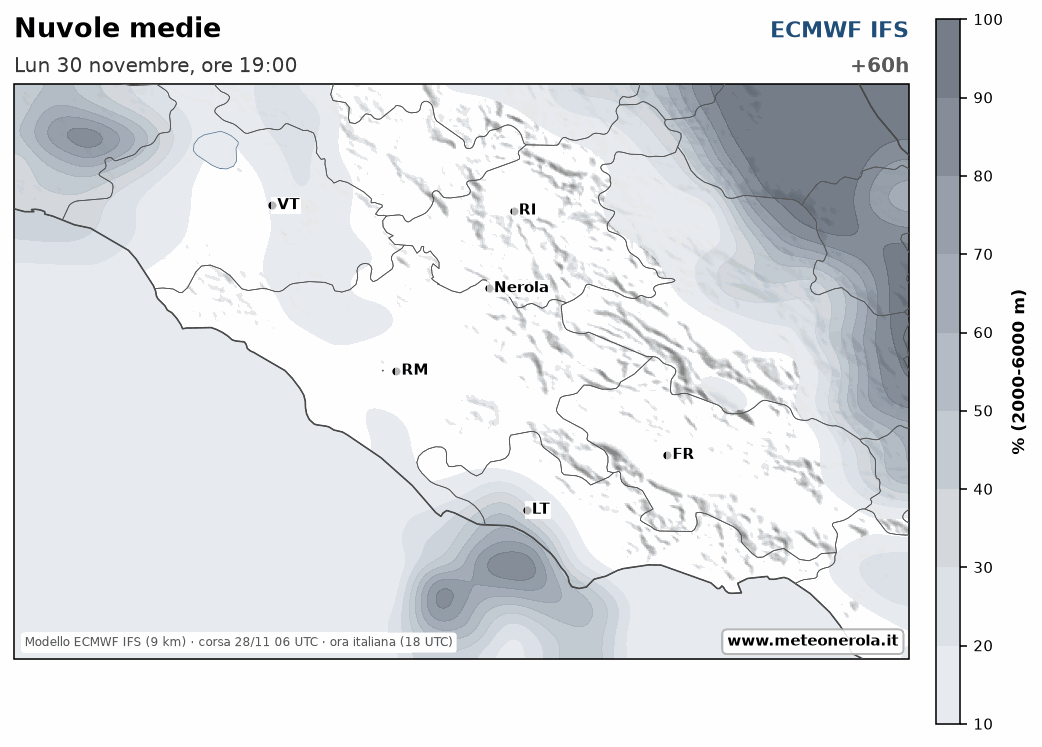 Nuvole medie
ECMWF IFS
Lun 30 novembre, ore 19:00
+60h
100
90
80
70
60
50
40
30
20
10
% (2000-6000 m)
VT
RI
Nerola
RM
FR
LT
Modello ECMWF IFS (9 km) · corsa 28/11 06 UTC · ora italiana (18 UTC)
www.meteonerola.it